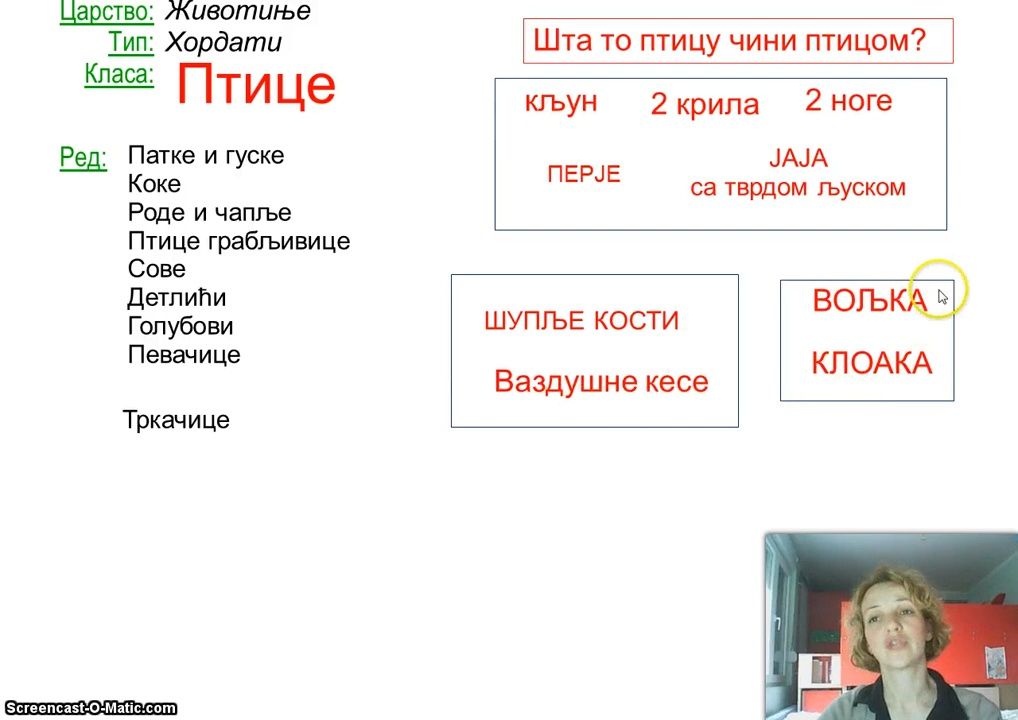 Царство: Животиње
Тип: Хордати
Класа: Птице
Ред: Патке и гуске
Коке
Роде и чапље
Птице грабљивице
Сове
Детлићи
Голубови
Певачице
Тркачице
Шта то птицу чини птицом?
кљун 2 крила 2 ноге
ПЕРЈЕ
ЈАЈА
са тврдом љуском
ШУПЉЕ КОСТИ
Ваздушне кесе
ВОЉКА
КЛОАКА
Screencast-O-Matic.com